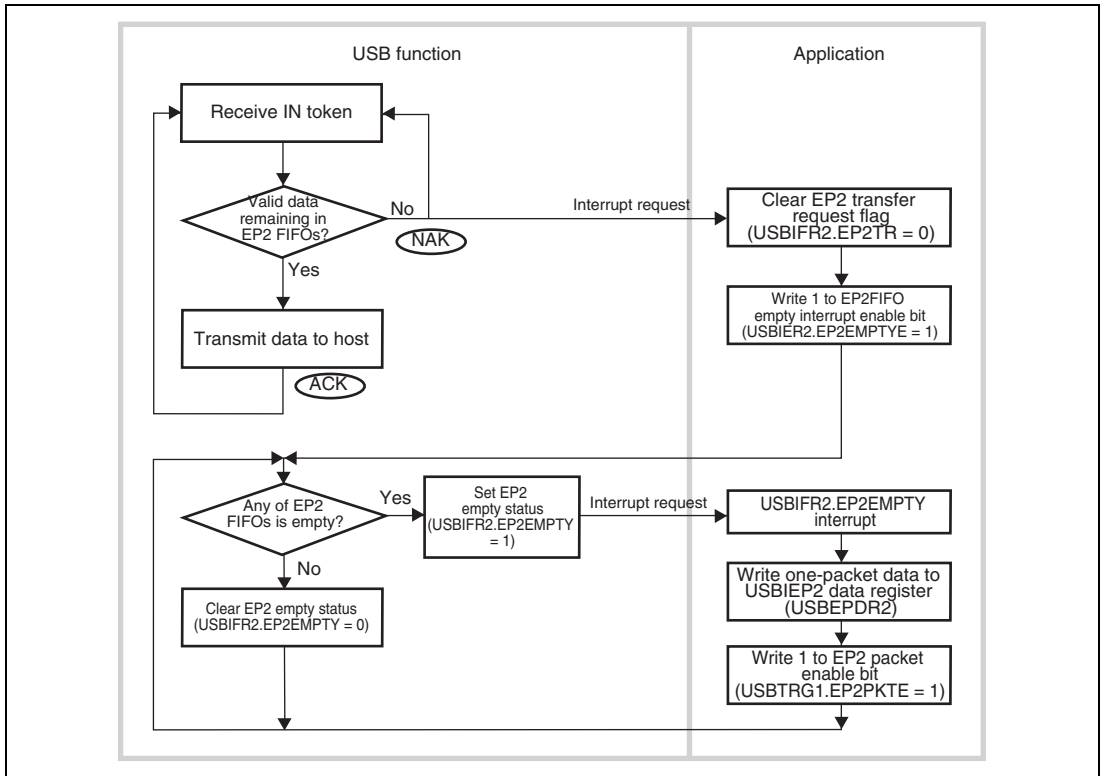 USB function
Application
Receive IN token
Valid data
remaining in
EP2 FIFOs?
No
NAK
Interrupt request
Clear EP2 transfer
request flag
(USBIFR2.EP2TR = 0)
Yes
Write 1 to EP2FIFO
empty interrupt enable bit
(USBIER2.EP2EMPTYE = 1)
Transmit data to host
ACK
Any of EP2
FIFOs is empty?
Yes
Set EP2
empty status
(USBIFR2.EP2EMPTY
= 1)
Interrupt request
USBIFR2.EP2EMPTY
interrupt
No
Clear EP2 empty status
(USBIFR2.EP2EMPTY = 0)
Write one-packet data to
USBIEP2 data register
(USBEPDR2)
Write 1 to EP2 packet
enable bit
(USBTRG1.EP2PKTE = 1)